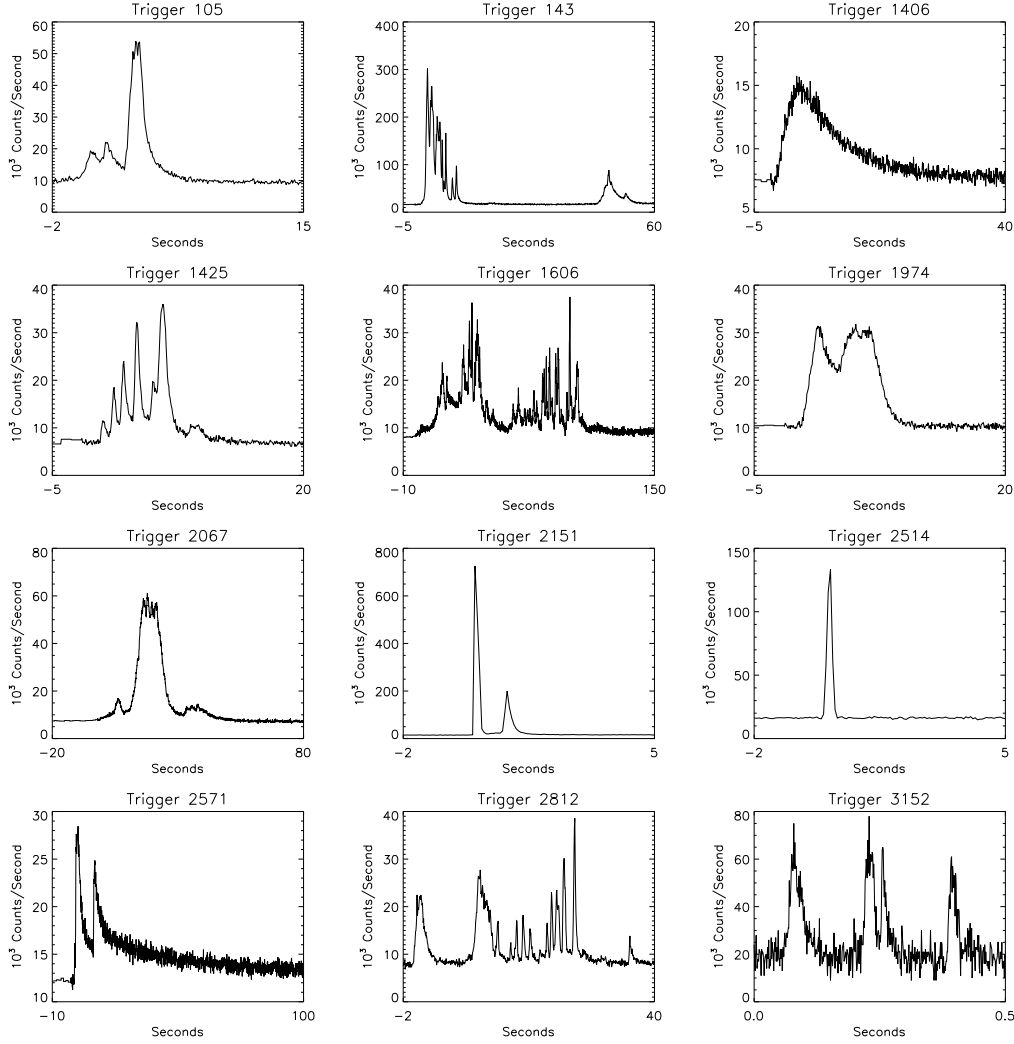 Trigger 105
10³ Counts/Second
60
50
40
30
20
10
0
-2
15
Seconds
Trigger 143
10³ Counts/Second
400
300
200
100
0
-5
60
Seconds
Trigger 1406
10³ Counts/Second
20
15
10
5
-5
40
Seconds
Trigger 1425
10³ Counts/Second
40
30
20
10
0
-5
20
Seconds
Trigger 1606
10³ Counts/Second
40
30
20
10
0
-10
150
Seconds
Trigger 1974
10³ Counts/Second
40
30
20
10
0
-5
20
Seconds
Trigger 2067
10³ Counts/Second
80
60
40
20
0
-20
80
Seconds
Trigger 2151
10³ Counts/Second
800
600
400
200
0
-2
5
Seconds
Trigger 2514
10³ Counts/Second
150
100
50
0
-2
5
Seconds
Trigger 2571
10³ Counts/Second
30
25
20
15
10
-10
100
Seconds
Trigger 2812
10³ Counts/Second
40
30
20
10
0
-2
40
Seconds
Trigger 3152
10³ Counts/Second
80
60
40
20
0
0.0
0.5
Seconds